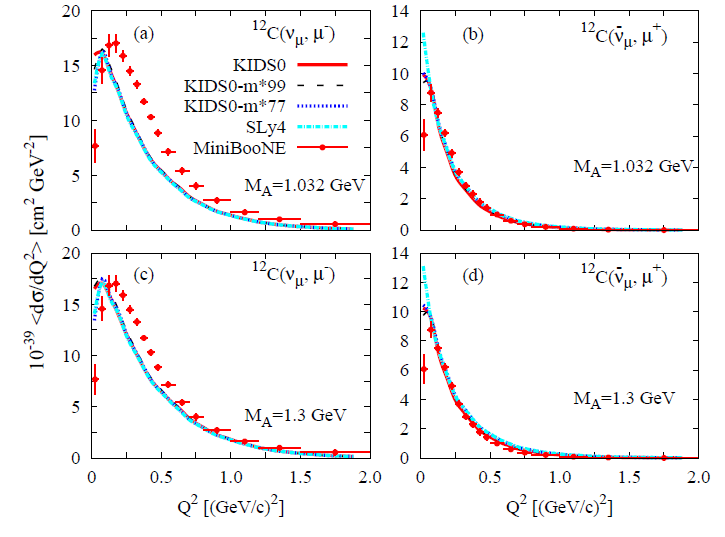 10⁻³⁹ <dσ/dQ²> [cm² GeV⁻²]
20
15
10
5
0
(a)
¹²C(νμ, μ⁻)
KIDS0
KIDS0-m*99
KIDS0-m*77
SLy4
MiniBooNE
M_A=1.032 GeV
14
12
10
8
6
4
2
0
(b)
¹²C(ν̄μ, μ⁺)
M_A=1.032 GeV
20
15
10
5
0
(c)
¹²C(νμ, μ⁻)
M_A=1.3 GeV
0 0.5 1.0 1.5 2.0
Q² [(GeV/c)²]
14
12
10
8
6
4
2
0
(d)
¹²C(ν̄μ, μ⁺)
M_A=1.3 GeV
0 0.5 1.0 1.5 2.0
Q² [(GeV/c)²]